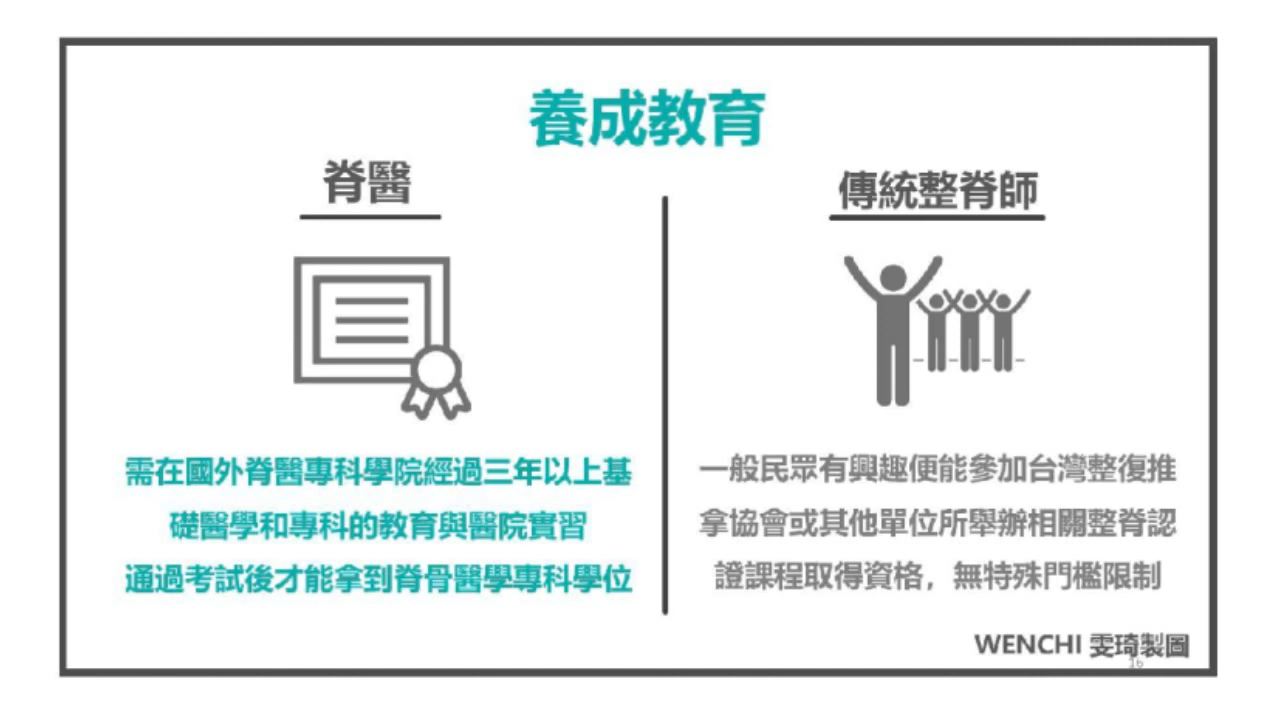 養成教育
脊醫
需在國外脊醫專科學院經過三年以上基
礎醫學和專科的教育與醫院實習
通過考試後才能拿到脊骨醫學專科學位
傳統整脊師
一般民眾有興趣便能參加台灣整復推
拿協會或其他單位所舉辦相關整脊認
證課程取得資格，無特殊門檻限制
WENCHI 雯琦製圖
16